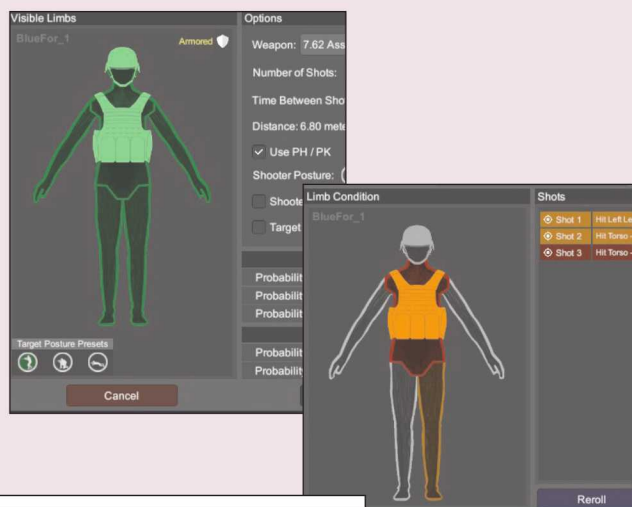 Visible Limbs
BlueFor_1
Armored
Target Posture Presets
Cancel
Options
Weapon: 7.62 Ass
Number of Shots:
Time Between Sho
Distance: 6.80 mete
Use PH / PK
Shooter Posture:
Shoote
Target
Probabilit
Probabilit
Probabilit
Probabilit
Probabilit
Limb Condition
BlueFor_1
Shots
Shot 1 Hit Left Le
Shot 2 Hit Torso -
Shot 3 Hit Torso -
Reroll